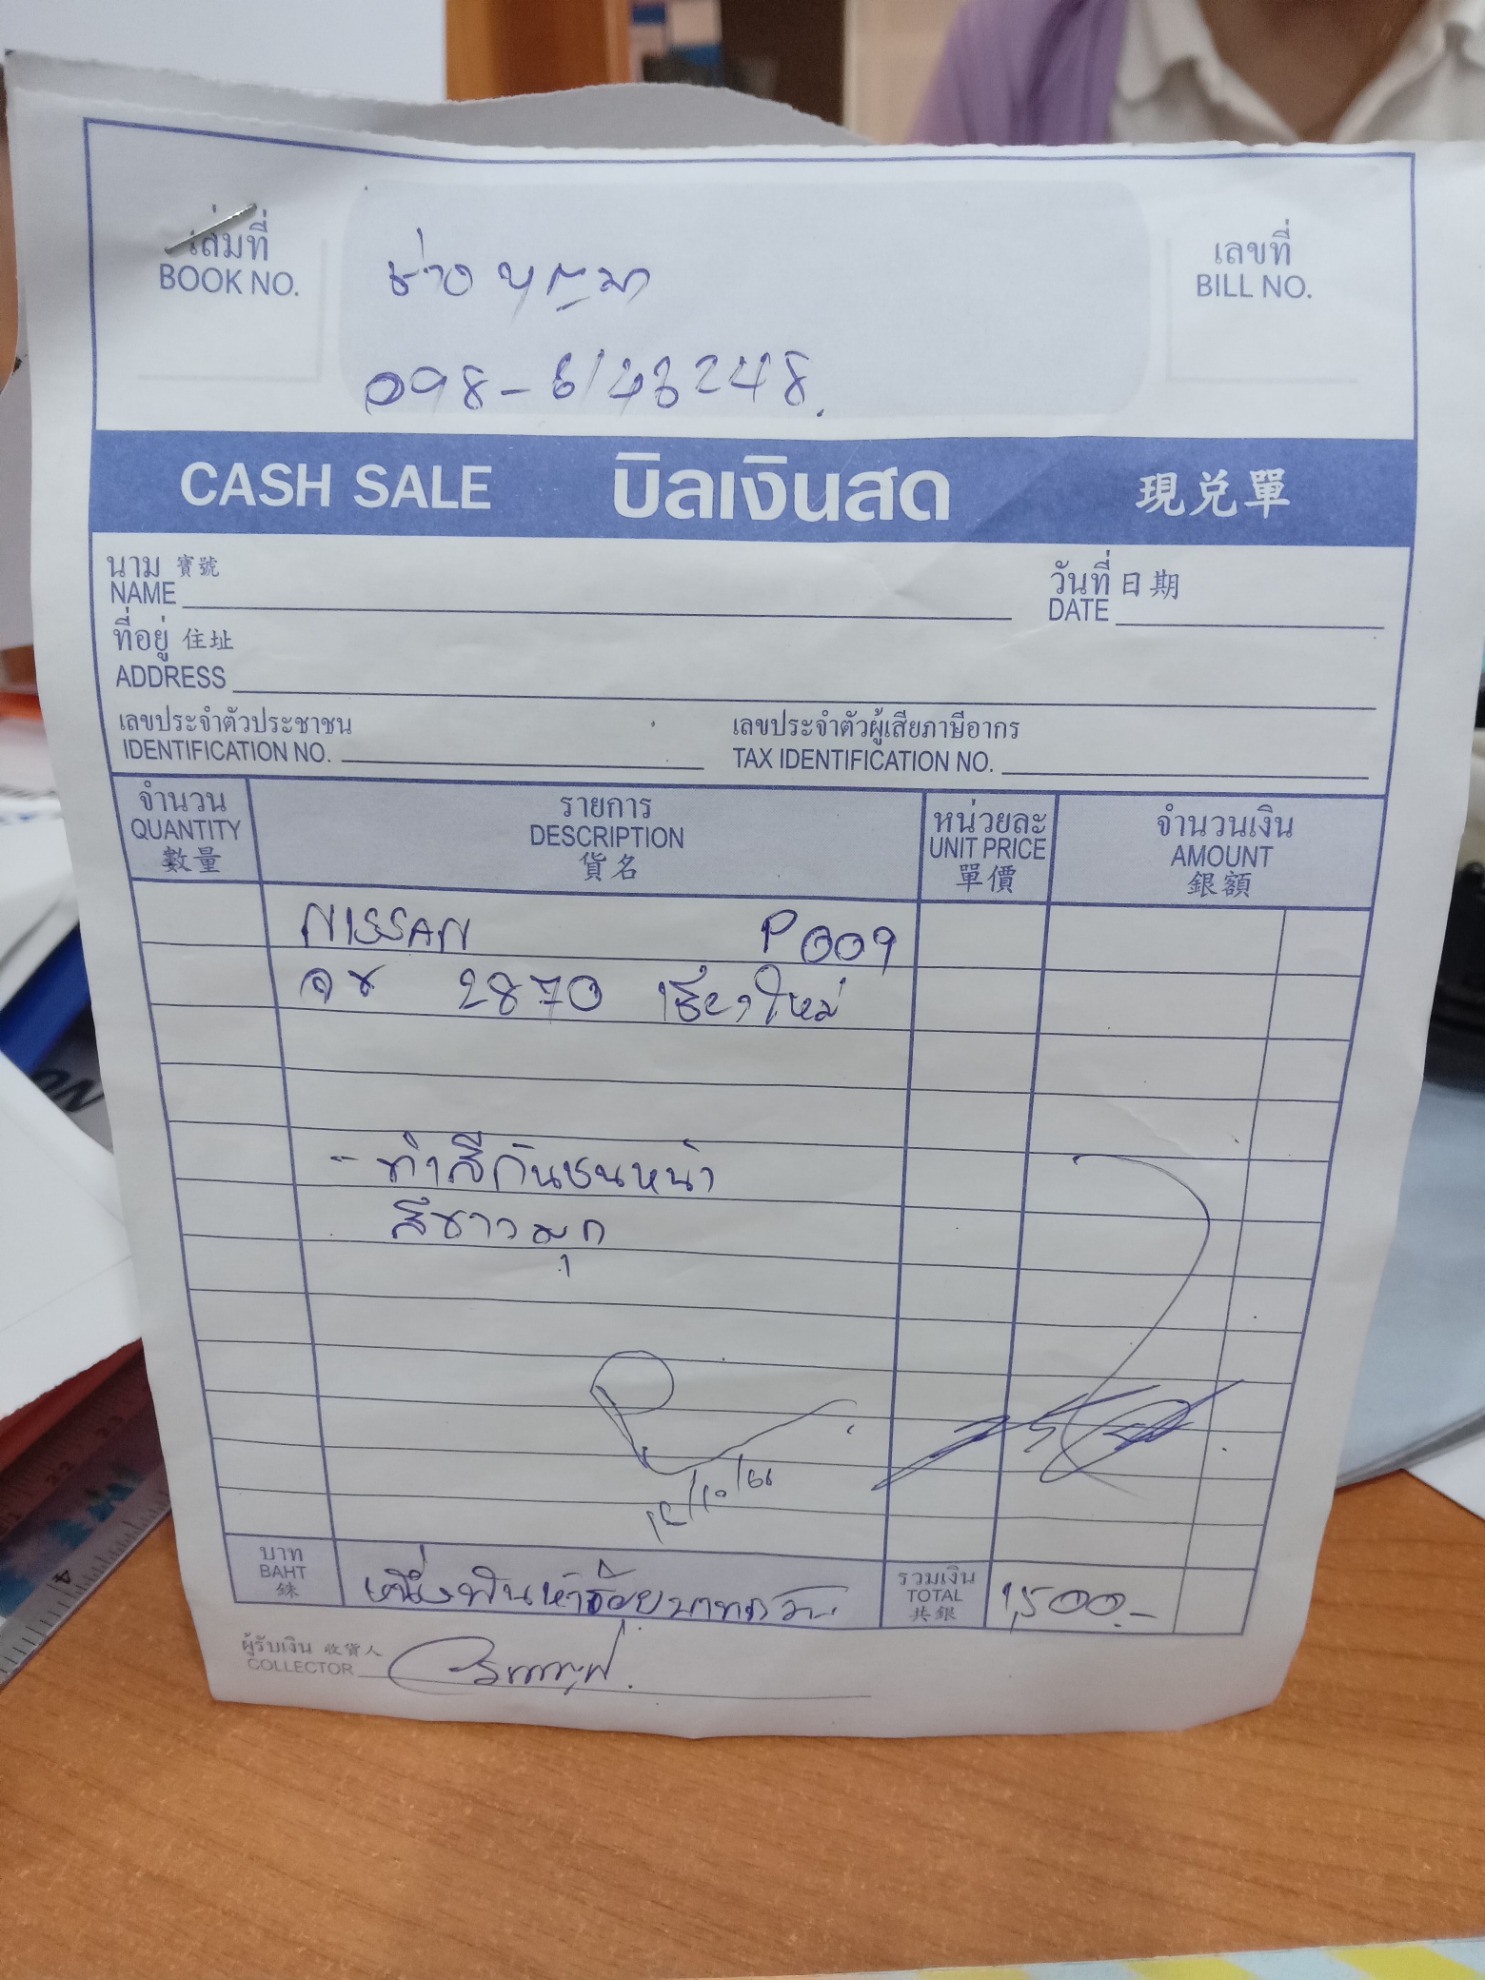 เล่มที่
BOOK NO.
ช่าง บุญมา
098-6143248.
เลขที่
BILL NO.
CASH SALE บิลเงินสด 現兌單
นาม 寶號
NAME
วันที่ 日期
DATE
ที่อยู่ 住址
ADDRESS
เลขประจำตัวประชาชน
IDENTIFICATION NO.
เลขประจำตัวผู้เสียภาษีอากร
TAX IDENTIFICATION NO.
จำนวน
QUANTITY
數量
รายการ
DESCRIPTION
貨名
หน่วยละ
UNIT PRICE
單價
จำนวนเงิน
AMOUNT
銀額
NISSAN P009
2870 เชียงใหม่
- ทำสีกันชนหน้า
สีขาวมุก
/10/66
บาท
BAHT
銖
หนึ่งพันห้าร้อยบาทถ้วน
รวมเงิน
TOTAL
共銀
1,500.-
ผู้รับเงิน 收貨人
COLLECTOR